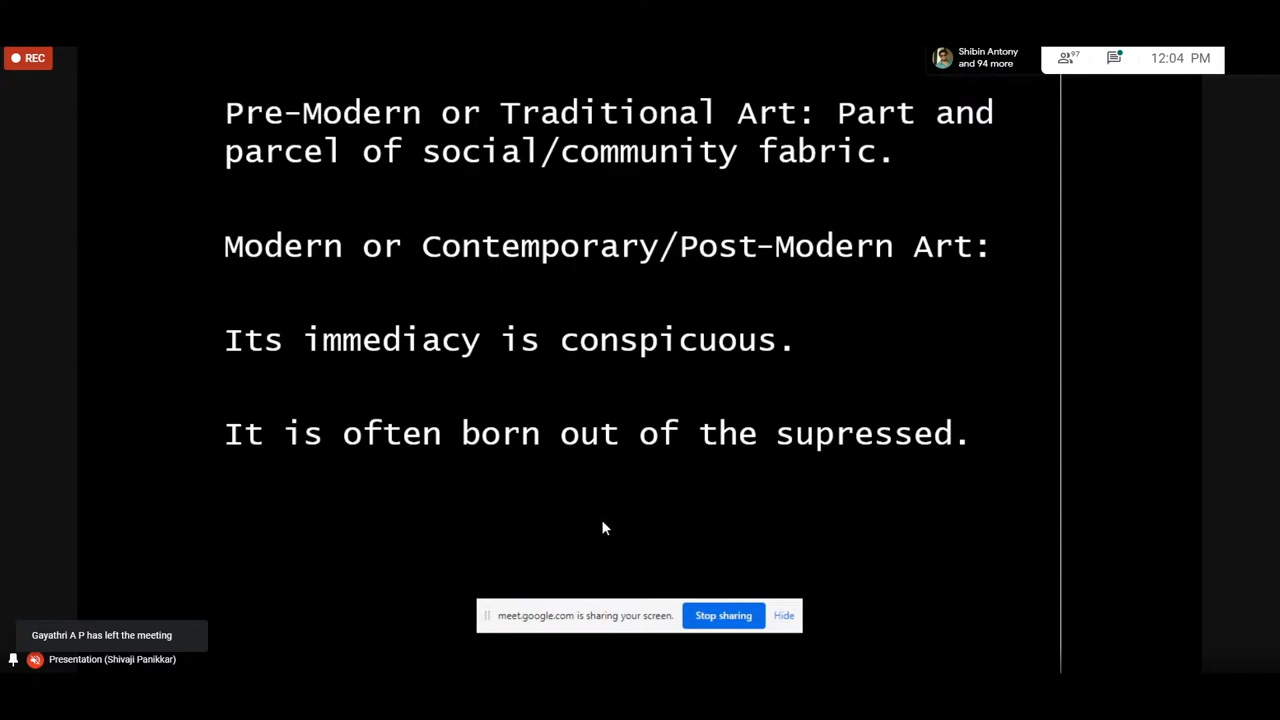 REC
Shibin Antony
and 94 more
97
12:04 PM
Pre-Modern or Traditional Art: Part and
parcel of social/community fabric.
Modern or Contemporary/Post-Modern Art:
Its immediacy is conspicuous.
It is often born out of the supressed.
meet.google.com is sharing your screen.
Stop sharing
Hide
Gayathri A P has left the meeting
Presentation (Shivaji Panikkar)